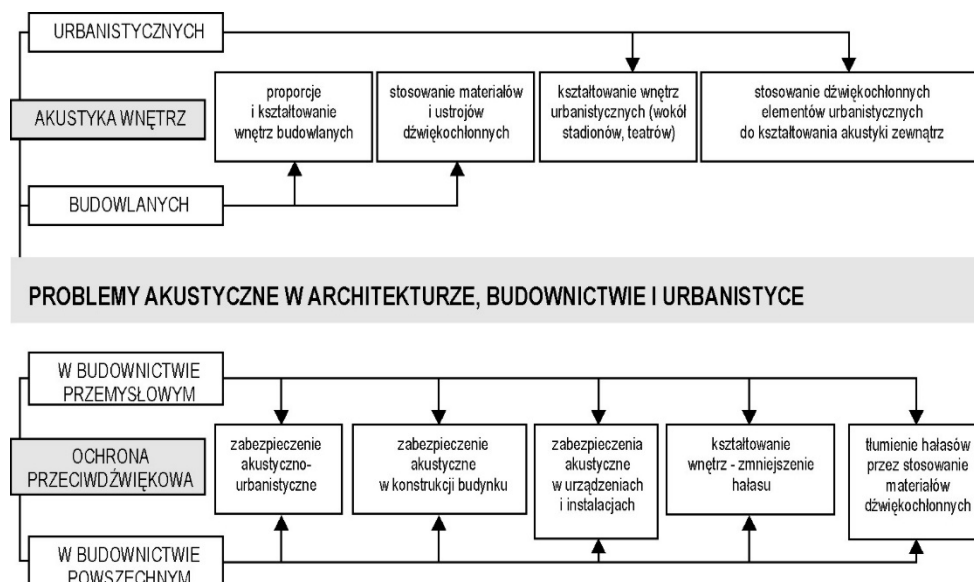 URBANISTYCZNYCH
AKUSTYKA WNĘTRZ
proporcje
i kształtowanie
wnętrz budowlanych
stosowanie materiałów
i ustrojów
dźwiękochłonnych
kształtowanie wnętrz
urbanistycznych (wokół
stadionów, teatrów)
stosowanie dźwiękochłonnych
elementów urbanistycznych
do kształtowania akustyki zewnątrz
BUDOWLANYCH
PROBLEMY AKUSTYCZNE W ARCHITEKTURZE, BUDOWNICTWIE I URBANISTYCE
W BUDOWNICTWIE
PRZEMYSŁOWYM
OCHRONA
PRZECIWDŹWIĘKOWA
zabezpieczenie
akustyczno-
urbanistyczne
zabezpieczenie
akustyczne
w konstrukcji budynku
zabezpieczenia
akustyczne
w urządzeniach
i instalacjach
kształtowanie
wnętrz - zmniejszenie
hałasu
tłumienie hałasów
przez stosowanie
materiałów
dźwiękochłonnych
W BUDOWNICTWIE
POWSZECHNYM